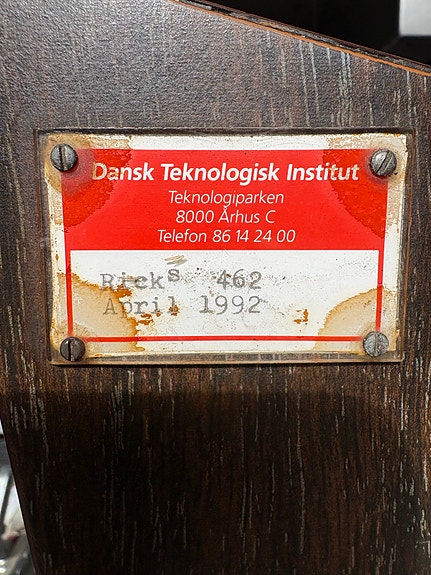 Dansk Teknologisk Institut
Teknologiparken
8000 Århus C
Telefon 86 14 24 00
Ricks 462
April 1992